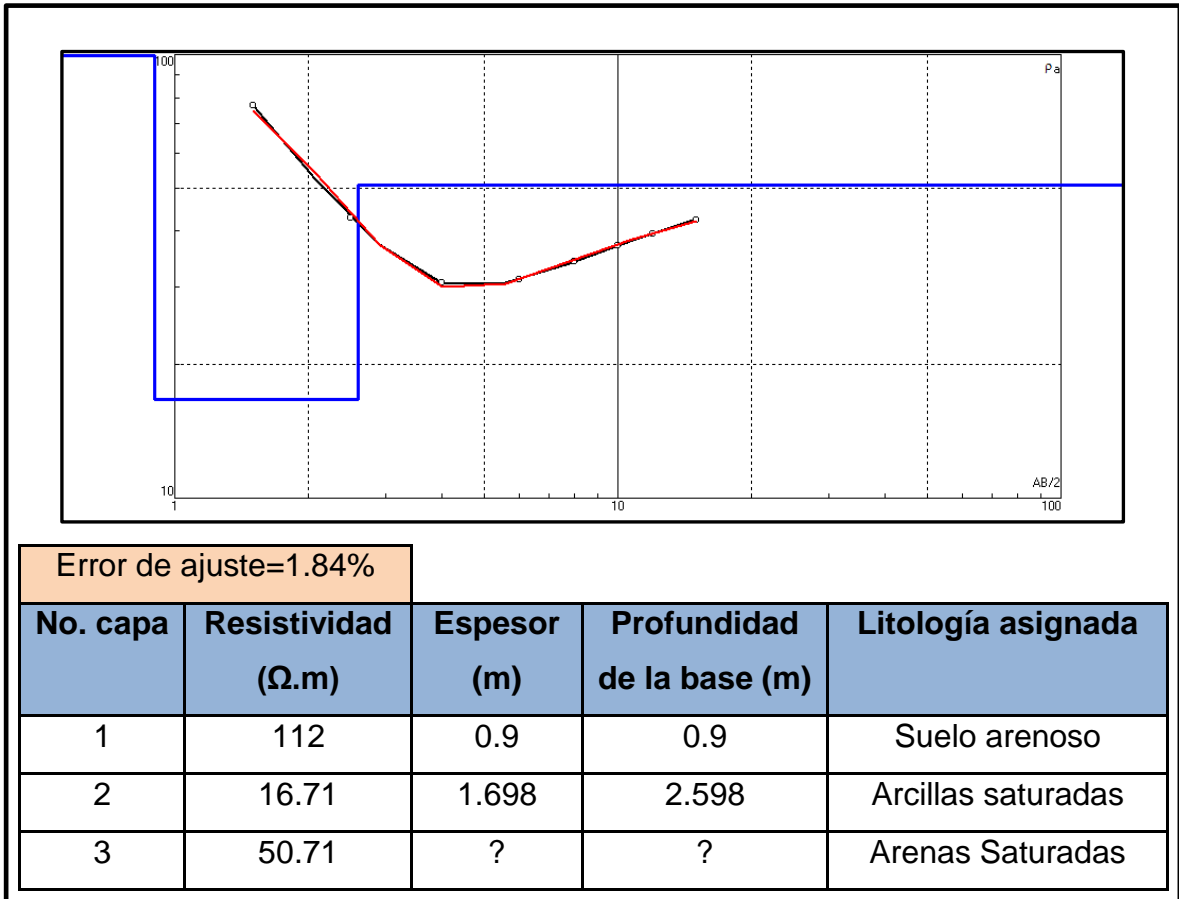 100
ρa
10
AB/2
1
10
100
Error de ajuste=1.84%
No. capa Resistividad (Ω.m) Espesor (m) Profundidad de la base (m) Litología asignada
1 112 0.9 0.9 Suelo arenoso
2 16.71 1.698 2.598 Arcillas saturadas
3 50.71 ? ? Arenas Saturadas